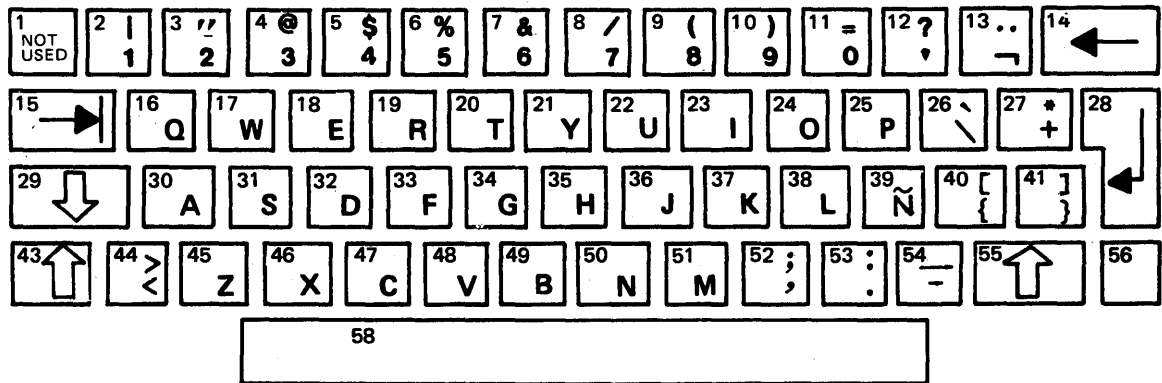 1 NOT USED 2 | 1 3 " 2 4 @ 3 5 $ 4 6 % 5 7 & 6 8 / 7 9 ( 8 10 ) 9 11 = 0 12 ? ' 13 ¨ ¬ 14
15 16 Q 17 W 18 E 19 R 20 T 21 Y 22 U 23 I 24 O 25 P 26 ` \ 27 * + 28
29 30 A 31 S 32 D 33 F 34 G 35 H 36 J 37 K 38 L 39 Ñ 40 [ { 41 ] }
43 44 > < 45 Z 46 X 47 C 48 V 49 B 50 N 51 M 52 ; , 53 : . 54 — - 55 56
58